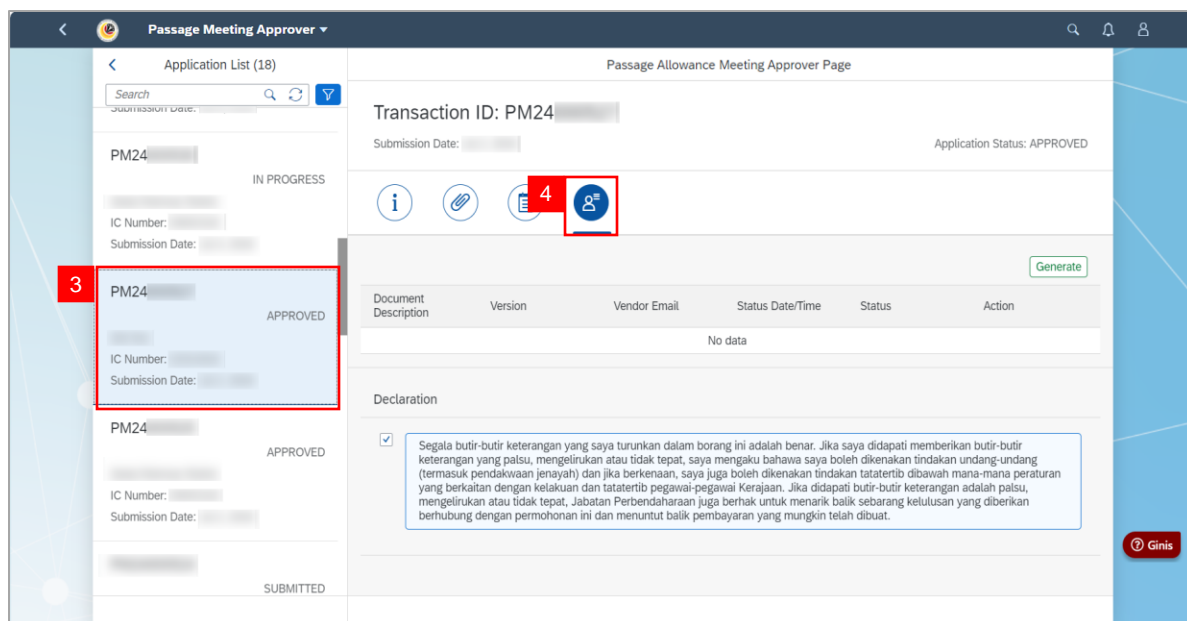 Passage Meeting Approver
Application List (18)
Passage Allowance Meeting Approver Page
Search
Submission Date:
Transaction ID: PM24
Submission Date:
Application Status: APPROVED
PM24
IN PROGRESS
IC Number:
Submission Date:
4
3
PM24
APPROVED
IC Number:
Submission Date:
Generate
Document Description
Version
Vendor Email
Status Date/Time
Status
Action
No data
Declaration
PM24
APPROVED
IC Number:
Submission Date:
Segala butir-butir keterangan yang saya turunkan dalam borang ini adalah benar. Jika saya didapati memberikan butir-butir
keterangan yang palsu, mengelirukan atau tidak tepat, saya mengaku bahawa saya boleh dikenakan tindakan undang-undang
(termasuk pendakwaan jenayah) dan jika berkenaan, saya juga boleh dikenakan tindakan tatatertib dibawah mana-mana peraturan
yang berkaitan dengan kelakuan dan tatatertib pegawai-pegawai Kerajaan. Jika didapati butir-butir keterangan adalah palsu,
mengelirukan atau tidak tepat, Jabatan Perbendaharaan juga berhak untuk menarik balik sebarang kelulusan yang diberikan
berhubung dengan permohonan ini dan menuntut balik pembayaran yang mungkin telah dibuat.
SUBMITTED
Ginis